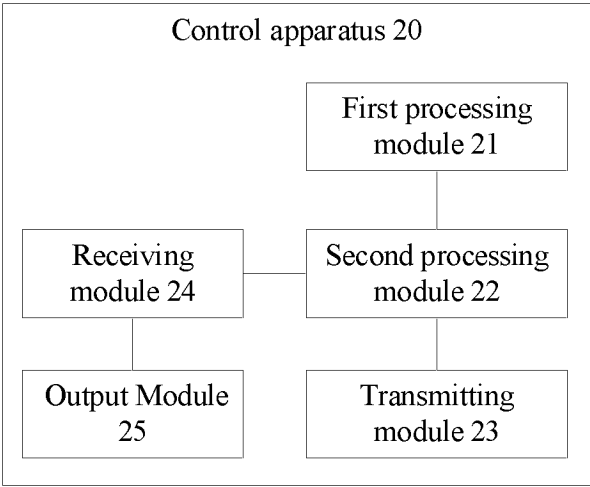 Control apparatus 20
First processing
module 21
Receiving
module 24
Second processing
module 22
Output Module
25
Transmitting
module 23